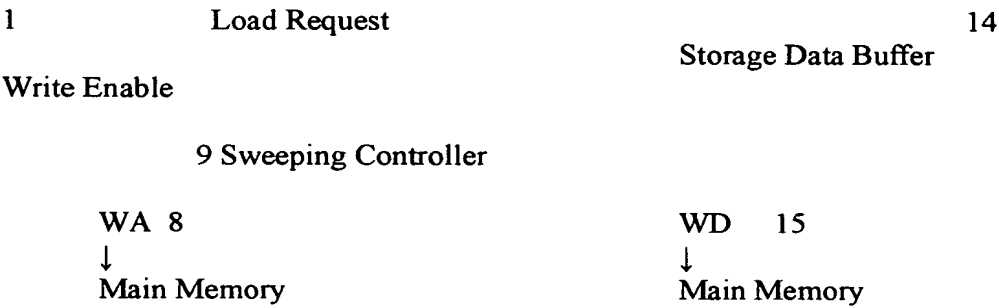 1 Load Request 14
Storage Data Buffer
Write Enable
9 Sweeping Controller
WA 8 WD 15
↓ ↓
Main Memory Main Memory